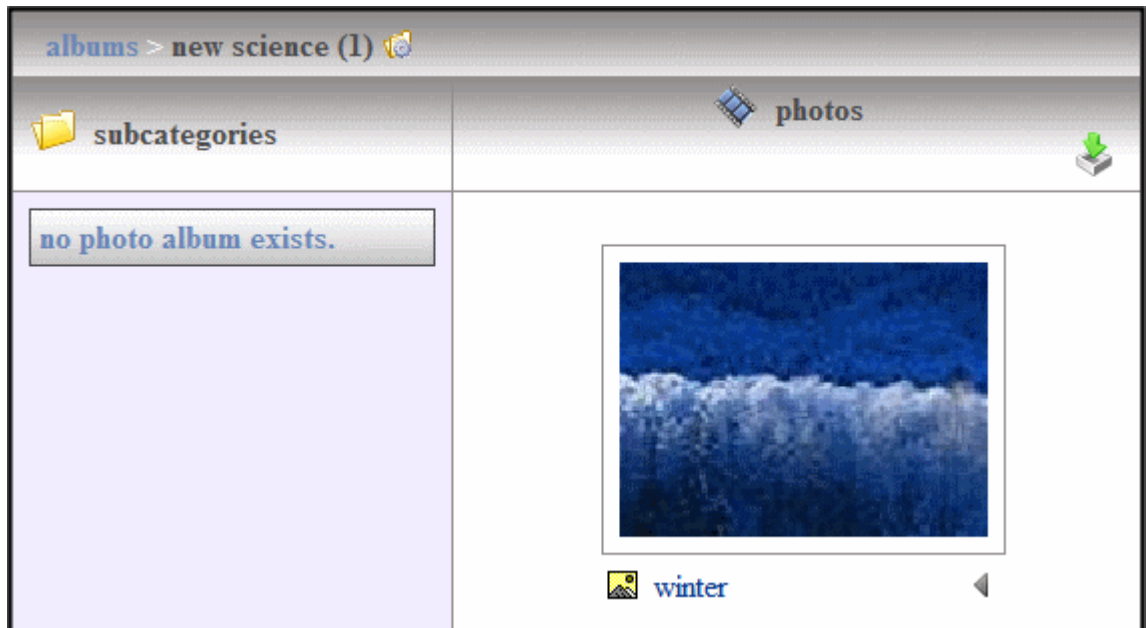 albums > new science (1)
subcategories
photos
no photo album exists.
winter